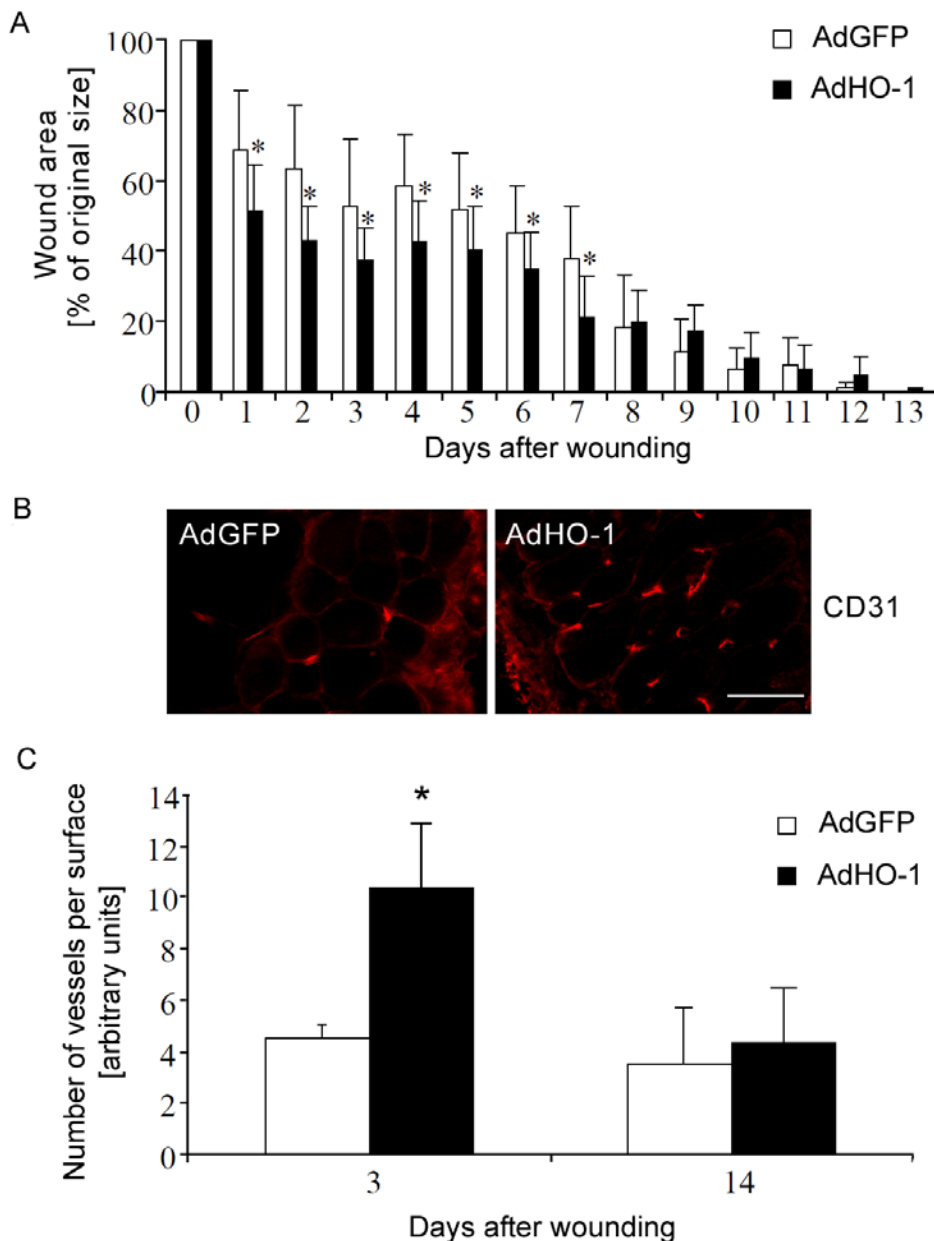 A
Wound area
[% of original size]
100
80
60
40
20
0
AdGFP
AdHO-1
* * * * * * *
0 1 2 3 4 5 6 7 8 9 10 11 12 13
Days after wounding
B
AdGFP
AdHO-1
CD31
C
Number of vessels per surface
[arbitrary units]
14
12
10
8
6
4
2
0
*
AdGFP
AdHO-1
3 14
Days after wounding